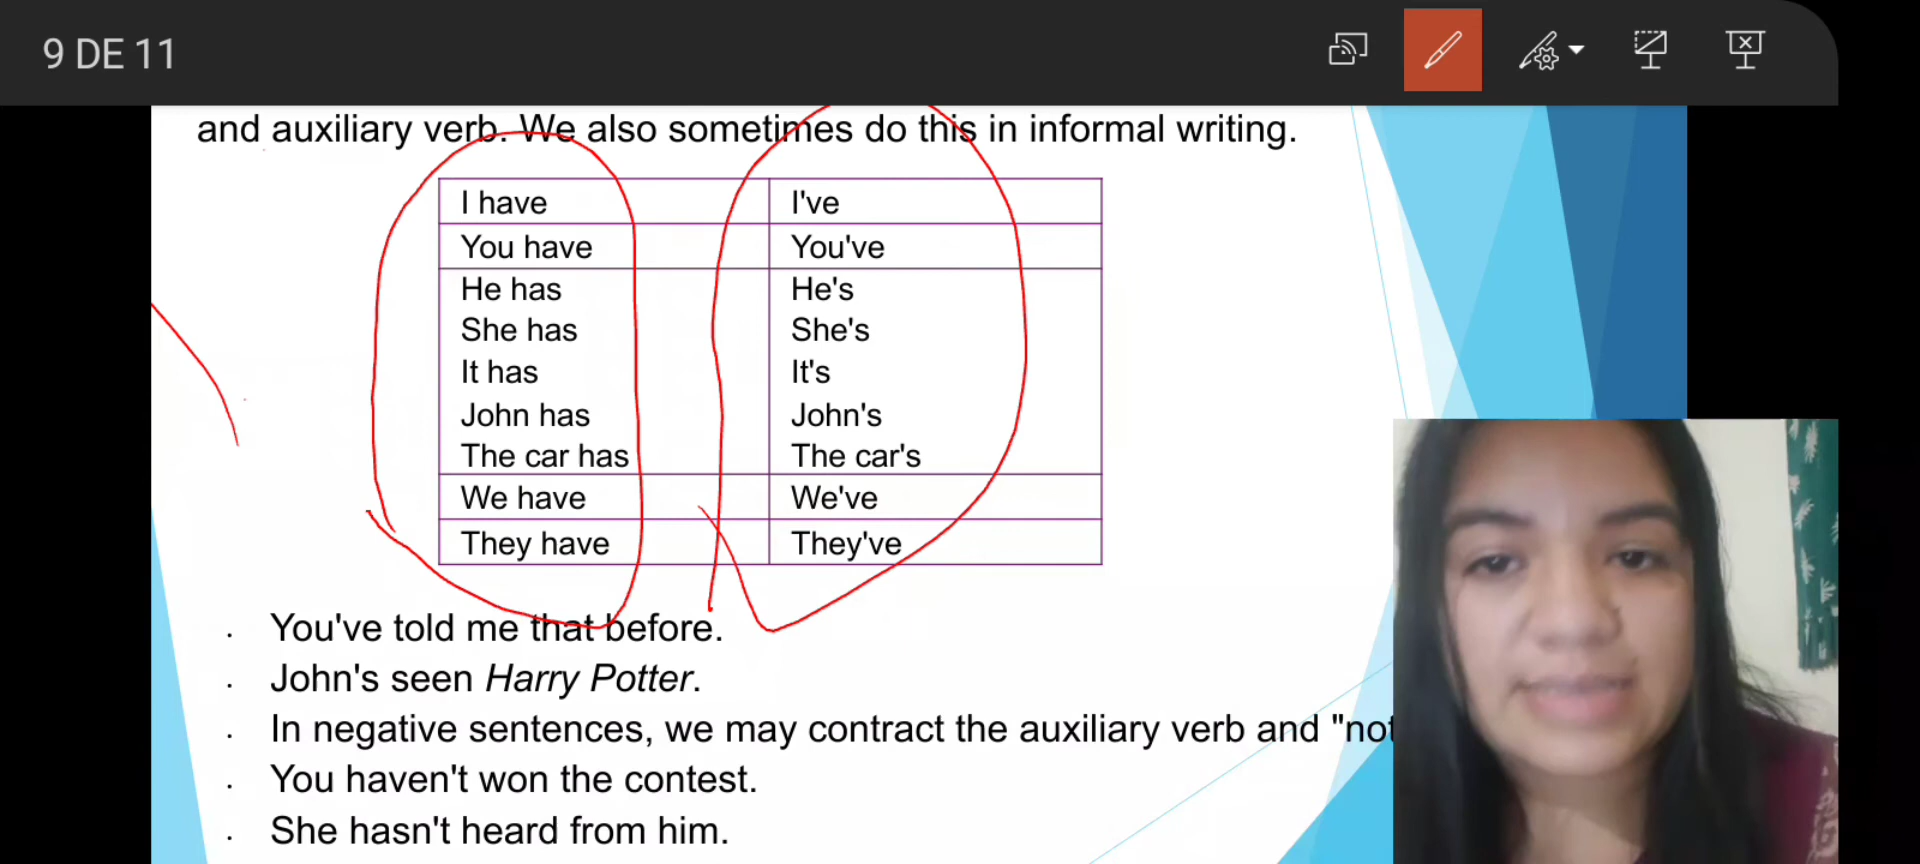 9 DE 11
and auxiliary verb. We also sometimes do this in informal writing.
I have I've
You have You've
He has He's
She has She's
It has It's
John has John's
The car has The car's
We have We've
They have They've
· You've told me that before.
· John's seen Harry Potter.
· In negative sentences, we may contract the auxiliary verb and "not
· You haven't won the contest.
· She hasn't heard from him.